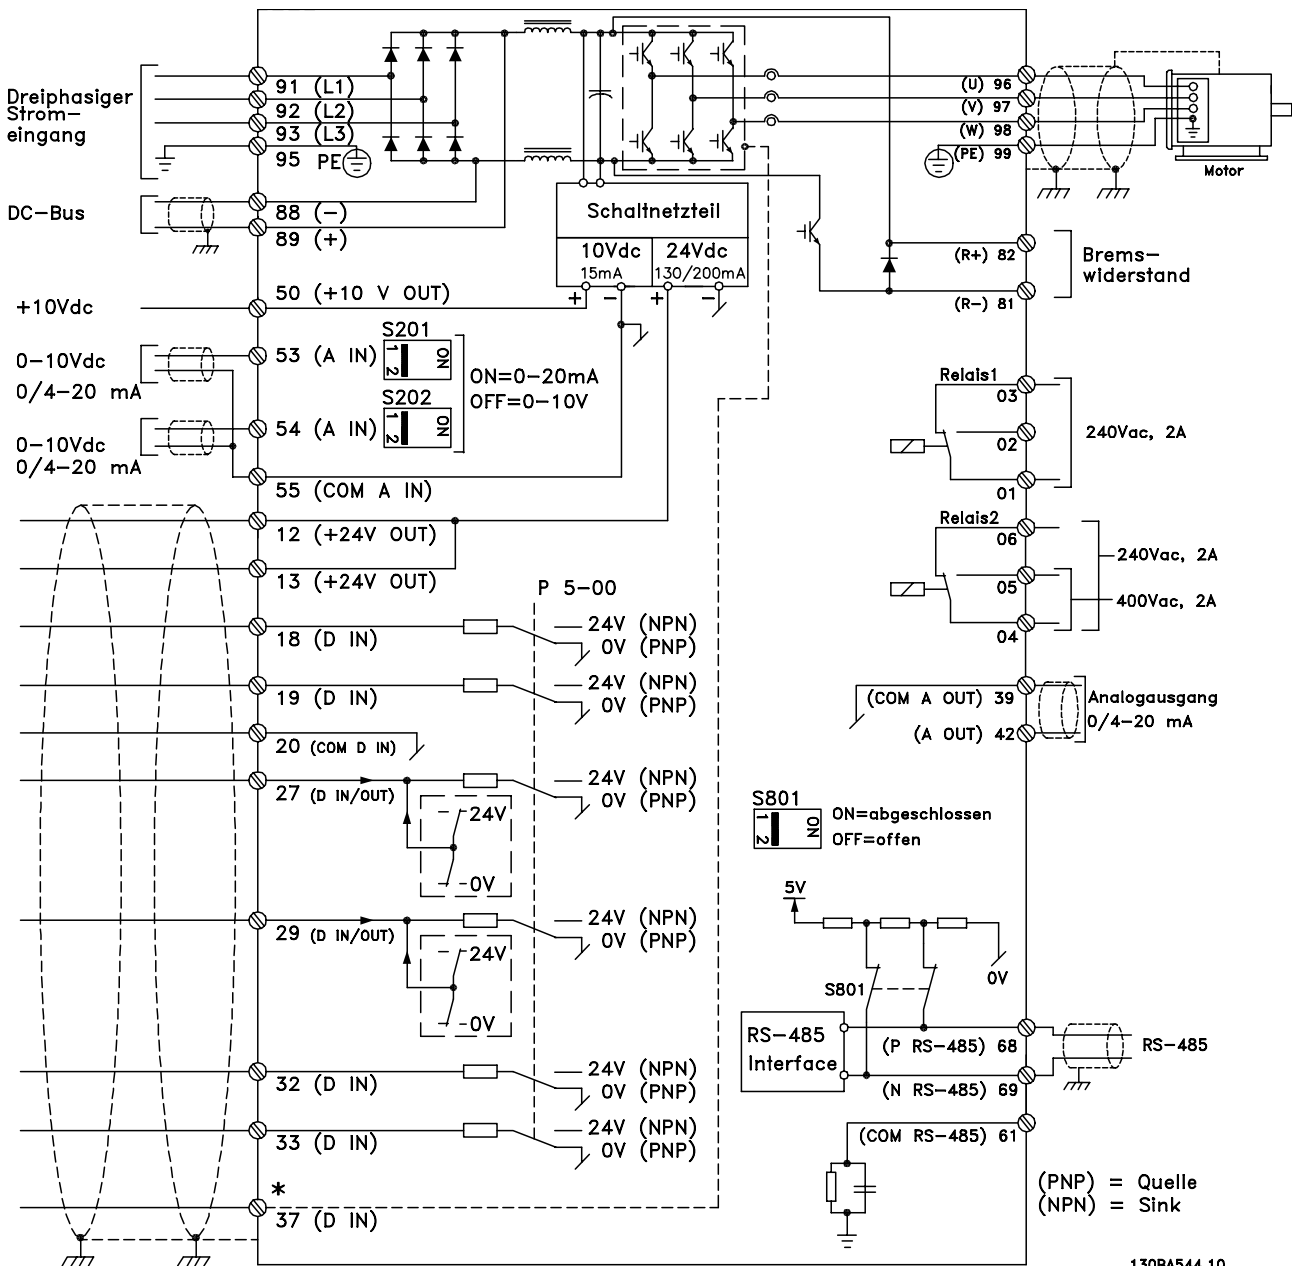 Dreiphasiger
Strom-
eingang
91 (L1)
92 (L2)
93 (L3)
95 PE
DC-Bus
88 (-)
89 (+)
+10Vdc
50 (+10 V OUT)
0-10Vdc
0/4-20 mA
53 (A IN)
S201
1 2
ON
ON=0-20mA
OFF=0-10V
0-10Vdc
0/4-20 mA
54 (A IN)
S202
1 2
ON
55 (COM A IN)
12 (+24V OUT)
13 (+24V OUT)
P 5-00
18 (D IN)
24V (NPN)
0V (PNP)
19 (D IN)
24V (NPN)
0V (PNP)
20 (COM D IN)
27 (D IN/OUT)
24V (NPN)
0V (PNP)
24V
0V
29 (D IN/OUT)
24V (NPN)
0V (PNP)
24V
0V
32 (D IN)
24V (NPN)
0V (PNP)
33 (D IN)
24V (NPN)
0V (PNP)
*
37 (D IN)
Schaltnetzteil
10Vdc
15mA
24Vdc
130/200mA
+ - + -
(U) 96
(V) 97
(W) 98
(PE) 99
Motor
(R+) 82
(R-) 81
Brems-
widerstand
Relais1
03
02
01
240Vac, 2A
Relais2
06
05
04
240Vac, 2A
400Vac, 2A
(COM A OUT) 39
(A OUT) 42
Analogausgang
0/4-20 mA
S801
1 2
ON
ON=abgeschlossen
OFF=offen
5V
0V
S801
RS-485
Interface
(P RS-485) 68
(N RS-485) 69
RS-485
(COM RS-485) 61
(PNP) = Quelle
(NPN) = Sink
130BA544.10